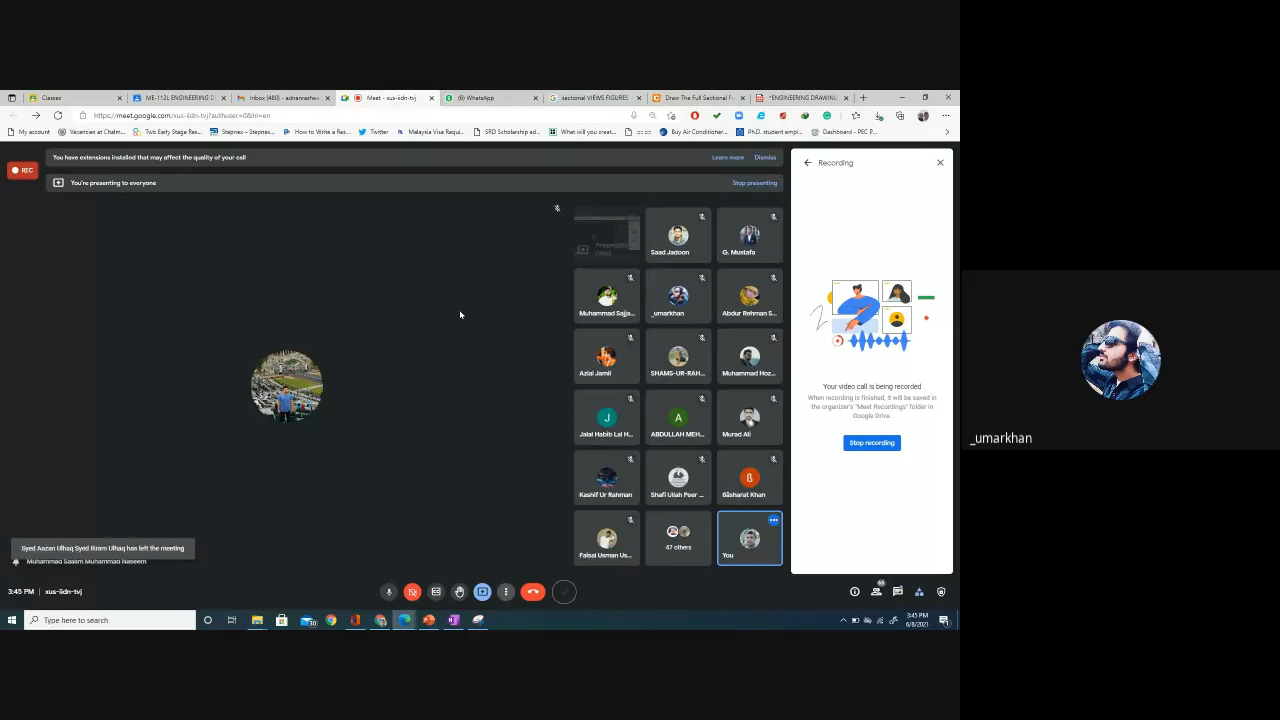 Classes
ME-112L ENGINEERING D
Inbox (480) - adnanrashee
Meet - xus-iidn-tvj
(6) WhatsApp
sectional VIEWS FIGURES
Draw The Full Sectional F
*ENGINEERING DRAWING
https://meet.google.com/xus-iidn-tvj?authuser=0&hl=en
My account
Vacancies at Chalm...
Two Early Stage Res...
Stepnex – Stepnex...
How to Write a Res...
Twitter
Malaysia Visa Requi...
SRD Scholarship ad...
What will you creat...
Buy Air Conditioner...
Ph.D. student empl...
Dashboard - PEC P...
REC
You have extensions installed that may affect the quality of your call
Learn more
Dismiss
You're presenting to everyone
Stop presenting
Recording
Saad Jadoon
G. Mustafa
Muhammad Sajja...
_umarkhan
Abdur Rehman S...
Azlal Jamil
SHAMS-UR-RAH...
Muhammad Hoz...
J
Jalal Habib Lal H...
A
ABDULLAH MEH...
Murad Ali
Kashif Ur Rahman
Shafi Ullah Peer ...
ß
ßåsharat Khan
Faisal Usman Us...
47 others
You
Your video call is being recorded
When recording is finished, it will be saved in
the organizer's "Meet Recordings" folder in
Google Drive.
Stop recording
_umarkhan
Syed Aazan Ulhaq Syed Ikram Ulhaq has left the meeting
Muhammad Saalim Muhammad Naseem
3:45 PM | xus-iidn-tvj
65
Type here to search
30
3:45 PM
6/8/2021